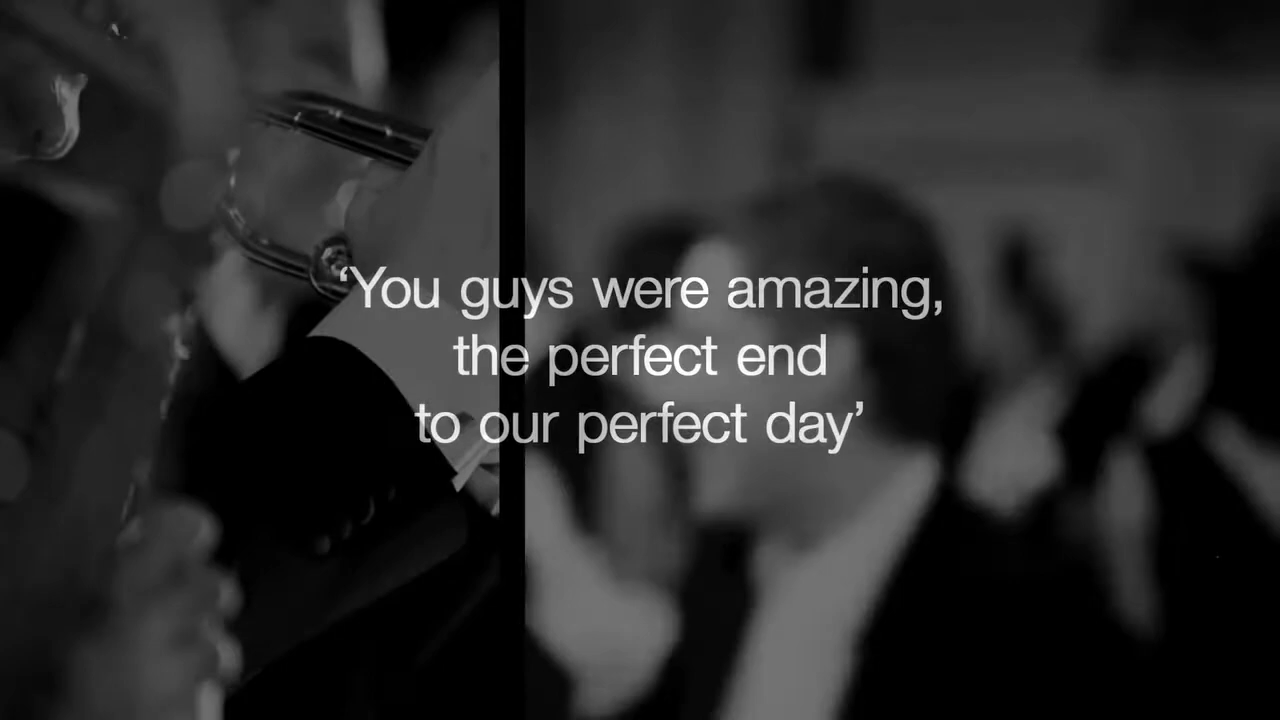 ‘You guys were amazing,
the perfect end
to our perfect day’